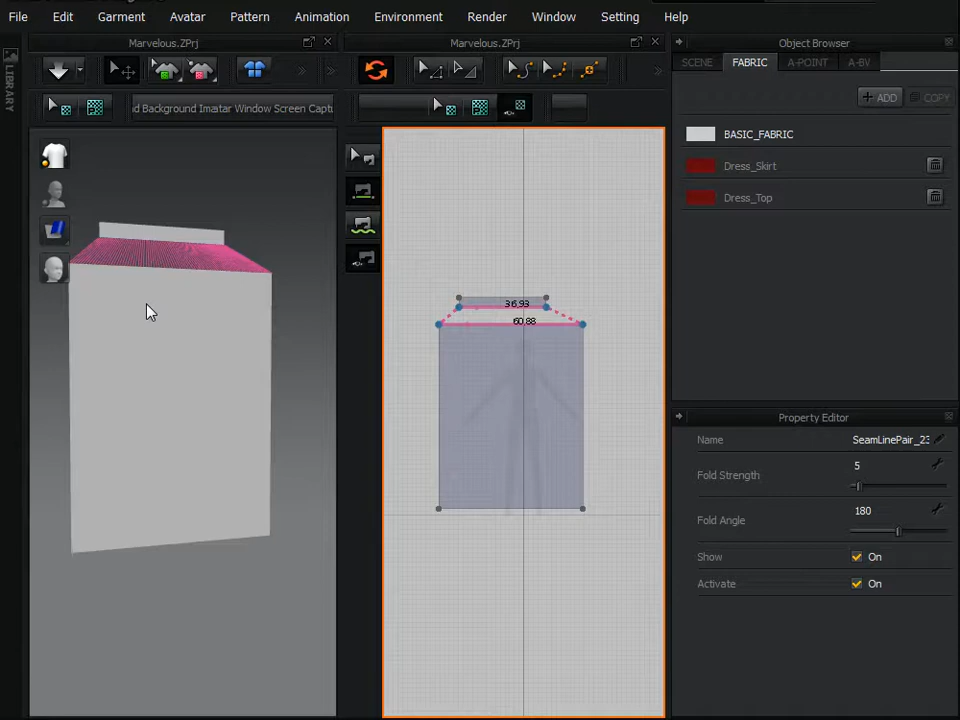 File Edit Garment Avatar Pattern Animation Environment Render Window Setting Help
Marvelous.ZPrj
Marvelous.ZPrj
Object Browser
LIBRARY
SCENE FABRIC A-POINT A-BV
+ ADD COPY
d Background Imatar Window Screen Captu
BASIC_FABRIC
Dress_Skirt
Dress_Top
36.93
60.88
Property Editor
Name SeamLinePair_23
Fold Strength 5
Fold Angle 180
Show On
Activate On